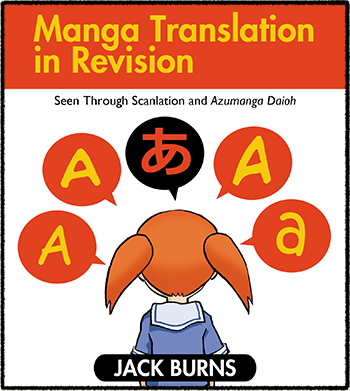 Manga Translation
in Revision
Seen Through Scanlation and Azumanga Daioh
A
あ
A
A
a
JACK BURNS